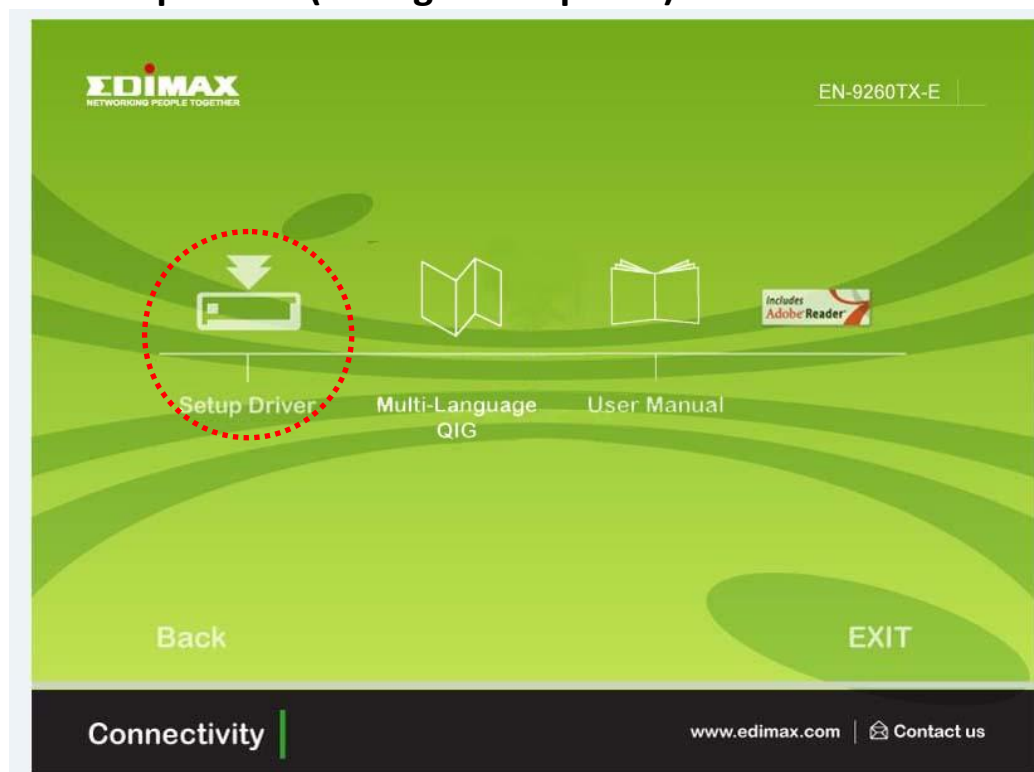 EDIMAX
NETWORKING PEOPLE TOGETHER
EN-9260TX-E
Includes
Adobe Reader
Setup Driver
Multi-Language
QIG
User Manual
Back
EXIT
Connectivity
www.edimax.com
Contact us